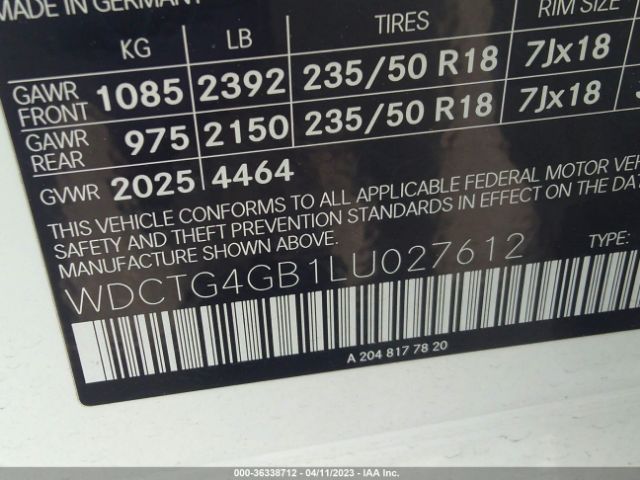 MADE IN GERMANY
KG LB TIRES RIM SIZE
GAWR FRONT 1085 2392 235/50 R18 7Jx18
GAWR REAR 975 2150 235/50 R18 7Jx18
GVWR 2025 4464
THIS VEHICLE CONFORMS TO ALL APPLICABLE FEDERAL MOTOR
SAFETY AND THEFT PREVENTION STANDARDS IN EFFECT ON THE
MANUFACTURE SHOWN ABOVE.
WDCTG4GB1LU027612 TYPE:
A 204 817 78 20
000-36338712 - 04/11/2023 - IAA Inc.